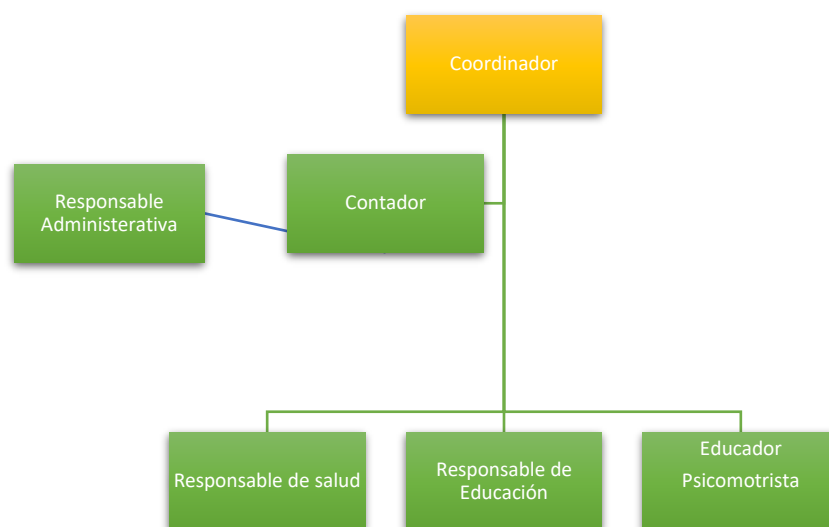 Coordinador
Responsable
Administerativa
Contador
Responsable de salud
Responsable de
Educación
Educador
Psicomotrista